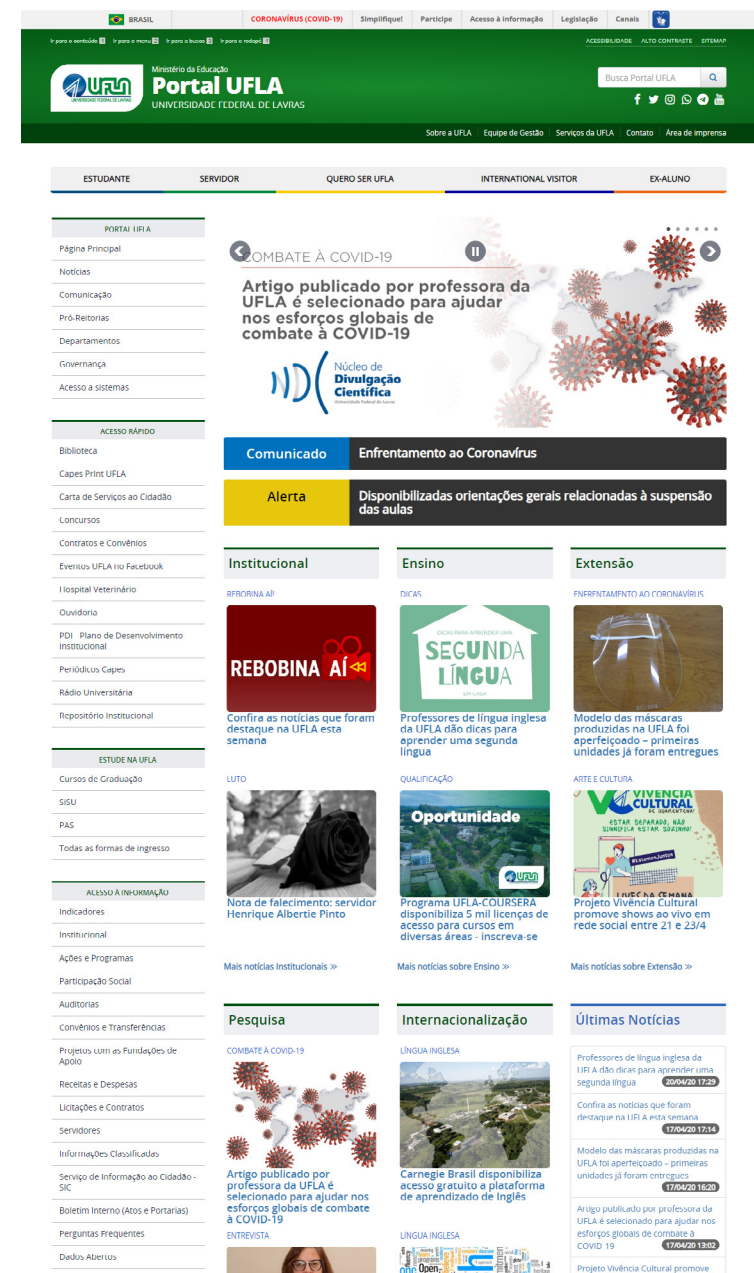 BRASIL
CORONAVÍRUS (COVID-19)
Simplifique!
Participe
Acesso à informação
Legislação
Canais
Ir para o conteúdo 1
Ir para o menu 2
Ir para a busca 3
Ir para o rodapé 4
ACESSIBILIDADE
ALTO CONTRASTE
SITEMAP
UFLA
UNIVERSIDADE FEDERAL DE LAVRAS
Ministério da Educação
Portal UFLA
UNIVERSIDADE FEDERAL DE LAVRAS
Busca Portal UFLA
Sobre a UFLA
Equipe de Gestão
Serviços da UFLA
Contato
Área de imprensa
ESTUDANTE
SERVIDOR
QUERO SER UFLA
INTERNATIONAL VISITOR
EX-ALUNO
PORTAL UFLA
Página Principal
Notícias
Comunicação
Pró-Reitorias
Departamentos
Governança
Acesso a sistemas
ACESSO RÁPIDO
Biblioteca
Capes Print UFLA
Carta de Serviços ao Cidadão
Concursos
Contratos e Convênios
Eventos UFLA no Facebook
Hospital Veterinário
Ouvidoria
PDI Plano de Desenvolvimento
Institucional
Periódicos Capes
Rádio Universitária
Repositório Institucional
ESTUDE NA UFLA
Cursos de Graduação
SiSU
PAS
Todas as formas de ingresso
ACESSO À INFORMAÇÃO
Indicadores
Institucional
Ações e Programas
Participação Social
Auditorias
Convênios e Transferências
Projetos com as Fundações de
Apoio
Receitas e Despesas
Licitações e Contratos
Servidores
Informações Classificadas
Serviço de Informação ao Cidadão -
SIC
Boletim Interno (Atos e Portarias)
Perguntas Frequentes
Dados Abertos
COMBATE À COVID-19
Artigo publicado por professora da
UFLA é selecionado para ajudar
nos esforços globais de
combate à COVID-19
NDC
Núcleo de
Divulgação
Científica
Universidade Federal de Lavras
Comunicado
Enfrentamento ao Coronavírus
Alerta
Disponibilizadas orientações gerais relacionadas à suspensão
das aulas
Institucional
REBOBINA AÍ!
REBOBINA AÍ
Confira as notícias que foram
destaque na UFLA esta
semana
LUTO
Nota de falecimento: servidor
Henrique Albertie Pinto
Mais notícias Institucionais ≫
Ensino
DICAS
DICAS PARA APRENDER UMA
SEGUNDA
LÍNGUA
EM CASA
Professores de língua inglesa
da UFLA dão dicas para
aprender uma segunda
língua
QUALIFICAÇÃO
Oportunidade
UFLA
Programa UFLA-COURSERA
disponibiliza 5 mil licenças de
acesso para cursos em
diversas áreas - inscreva-se
Mais notícias sobre Ensino ≫
Extensão
ENFRENTAMENTO AO CORONAVÍRUS
Modelo das máscaras
produzidas na UFLA foi
aperfeiçoado – primeiras
unidades já foram entregues
ARTE E CULTURA
VIVÊNCIA
CULTURAL
DE QUARENTENA!
ESTAR SEPARADO, NÃO
SIGNIFICA ESTAR SOZINHO!
#EstamosJuntos
LIVES DA SEMANA
Projeto Vivência Cultural
promove shows ao vivo em
rede social entre 21 e 23/4
Mais notícias sobre Extensão ≫
Pesquisa
COMBATE À COVID-19
Artigo publicado por
professora da UFLA é
selecionado para ajudar nos
esforços globais de combate
à COVID-19
ENTREVISTA
Internacionalização
LÍNGUA INGLESA
Carnegie Brasil disponibiliza
acesso gratuito a plataforma
de aprendizado de Inglês
LÍNGUA INGLESA
Open
Últimas Notícias
Professores de língua inglesa da
UFLA dão dicas para aprender uma
segunda língua 20/04/20 17:29
Confira as notícias que foram
destaque na UFLA esta semana
17/04/20 17:14
Modelo das máscaras produzidas na
UFLA foi aperfeiçoado – primeiras
unidades já foram entregues
17/04/20 16:20
Artigo publicado por professora da
UFLA é selecionado para ajudar nos
esforços globais de combate à
COVID 19 17/04/20 13:02
Projeto Vivência Cultural promove